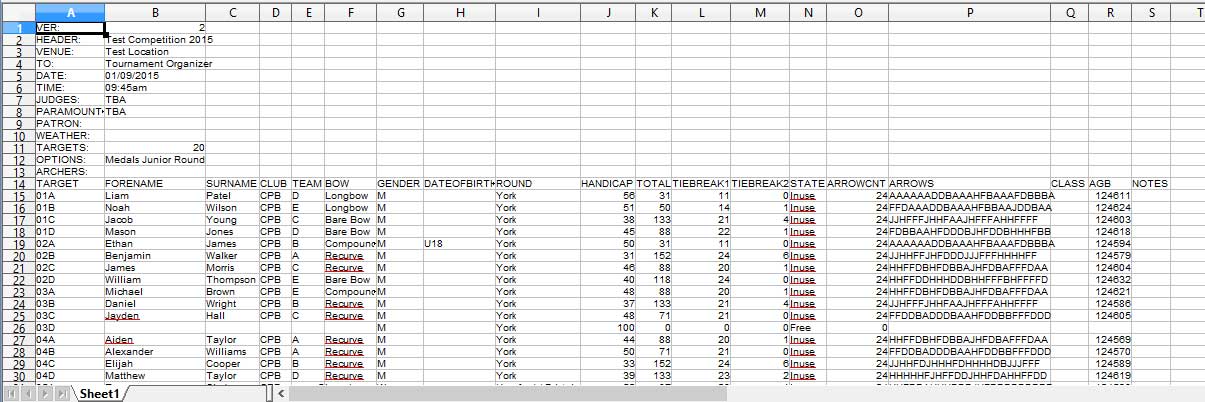 A B C D E F G H I J K L M N O P Q R S T
1 VER: 2
2 HEADER: Test Competition 2015
3 VENUE: Test Location
4 TO: Tournament Organizer
5 DATE: 01/09/2015
6 TIME: 09:45am
7 JUDGES: TBA
8 PARAMOUNT TBA
9 PATRON:
10 WEATHER:
11 TARGETS: 20
12 OPTIONS: Medals Junior Round
13 ARCHERS:
14 TARGET FORENAME SURNAME CLUB TEAM BOW GENDER DATEOFBIRT ROUND HANDICAP TOTAL TIEBREAK1 TIEBREAK2 STATE ARROWCNT ARROWS CLASS AGB NOTES
15 01A Liam Patel CPB D Longbow M York 56 31 11 0 Inuse 24 AAAAAADDBAAAHFBAAAFDBBBA 124611
16 01B Noah Wilson CPB E Longbow M York 51 50 14 1 Inuse 24 FFAAADDBAAAHFBBAAJDDBAA 124624
17 01C Jacob Young CPB C Bare Bow M York 38 133 21 4 Inuse 24 JJHFFFJHHFAAJHFFFAHHFFFF 124603
18 01D Mason Jones CPB D Bare Bow M York 45 88 22 1 Inuse 24 FDBBAAHFDDDBJHFDDBHHHFBB 124618
19 02A Ethan James CPB B Compoun M U18 York 50 31 11 0 Inuse 24 AAAAAADDBAAAHFBAAAFDBBBA 124594
20 02B Benjamin Walker CPB A Recurve M York 31 152 24 6 Inuse 24 JJHHFFJHFDDDJJJFFFHHHHFF 124579
21 02C James Morris CPB C Recurve M York 46 88 20 1 Inuse 24 HHFFDBHFDBBAJHFDBAFFFDAA 124604
22 02D William Thompson CPB E Bare Bow M York 40 118 24 0 Inuse 24 HHFFDDHHHDDBHHFFFBHFFFFD 124632
23 03A Michael Brown CPB E Compoun M York 48 88 20 1 Inuse 24 HHFFDBHFDBBAJHFDBAFFFDAA 124621
24 03B Daniel Wright CPB B Recurve M York 37 133 21 4 Inuse 24 JJHFFFJHHFAAJHFFFAHHFFFF 124586
25 03C Jayden Hall CPB C Recurve M York 48 71 21 0 Inuse 24 FFDDBADDDBAAHFDDBBFFFDDD 124605
26 03D M York 100 0 0 0 Free 0
27 04A Aiden Taylor CPB A Recurve M York 44 88 20 1 Inuse 24 HHFFDBHFDBBAJHFDBAFFFDAA 124569
28 04B Alexander Williams CPB A Recurve M York 50 71 21 0 Inuse 24 FFDDBADDDBAAHFDDBBFFFDDD 124570
29 04C Elijah Cooper CPB B Recurve M York 33 152 24 6 Inuse 24 JJHHFDJHHHFDHHHHDBJJJFFF 124589
30 04D Matthew Taylor CPB D Recurve M York 39 133 23 2 Inuse 24 HHHHHFJHFFDDJHHFDAHHFFDD 124619
Sheet1